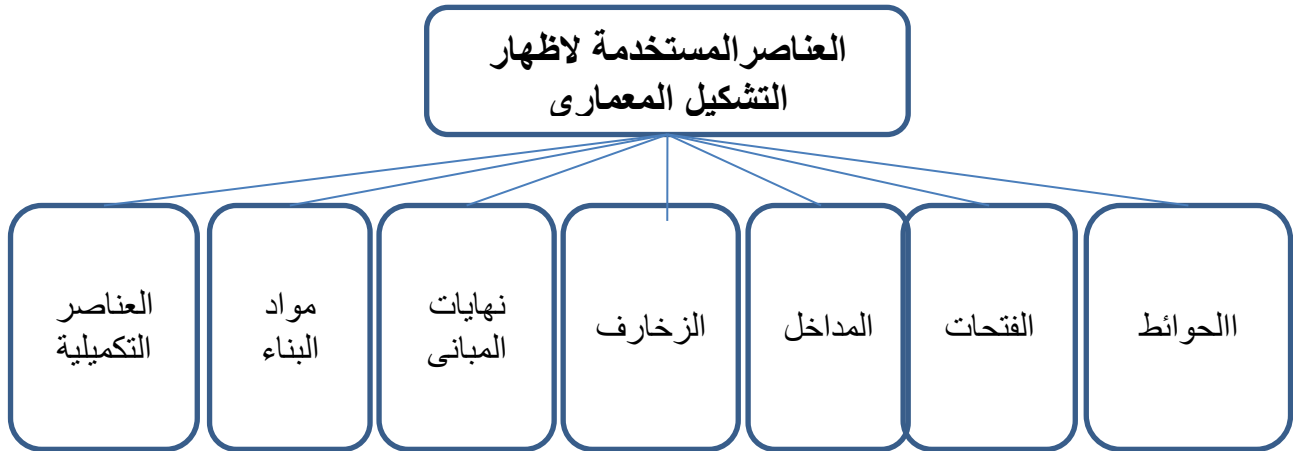 العناصرالمستخدمة لاظهار
التشكيل المعمارى
االحوائط
الفتحات
المداخل
الزخارف
نهايات
المبانى
مواد
البناء
العناصر
التكميلية